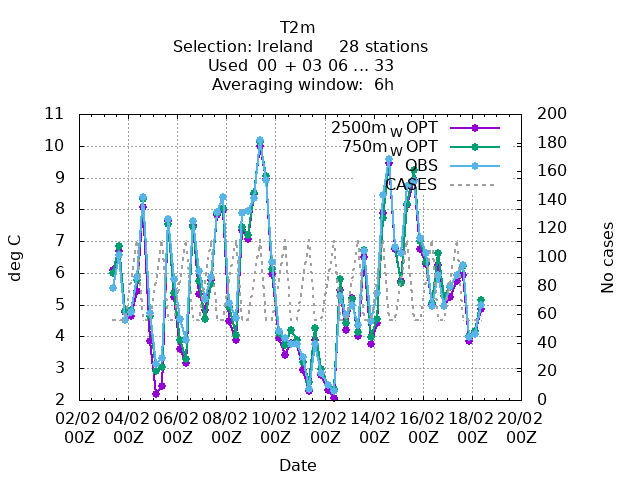 T2m
Selection: Ireland 28 stations
Used 00 + 03 06 ... 33
Averaging window: 6h
2500m_W OPT
750m_W OPT
OBS
CASES
deg C
11
10
9
8
7
6
5
4
3
2
No cases
200
180
160
140
120
100
80
60
40
20
0
02/02 04/02 06/02 08/02 10/02 12/02 14/02 16/02 18/02 20/02
00Z 00Z 00Z 00Z 00Z 00Z 00Z 00Z 00Z 00Z
Date